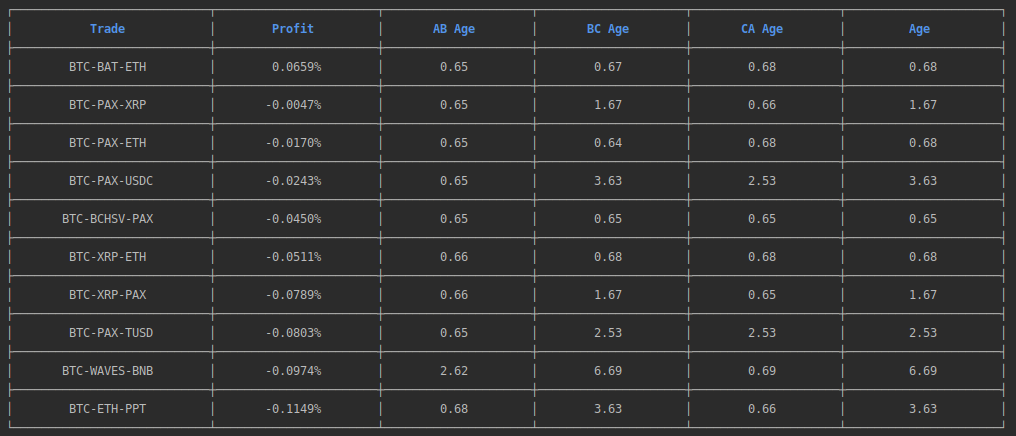 Trade Profit AB Age BC Age CA Age Age
BTC-BAT-ETH 0.0659% 0.65 0.67 0.68 0.68
BTC-PAX-XRP -0.0047% 0.65 1.67 0.66 1.67
BTC-PAX-ETH -0.0170% 0.65 0.64 0.68 0.68
BTC-PAX-USDC -0.0243% 0.65 3.63 2.53 3.63
BTC-BCHSV-PAX -0.0450% 0.65 0.65 0.65 0.65
BTC-XRP-ETH -0.0511% 0.66 0.68 0.68 0.68
BTC-XRP-PAX -0.0789% 0.66 1.67 0.65 1.67
BTC-PAX-TUSD -0.0803% 0.65 2.53 2.53 2.53
BTC-WAVES-BNB -0.0974% 2.62 6.69 0.69 6.69
BTC-ETH-PPT -0.1149% 0.68 3.63 0.66 3.63